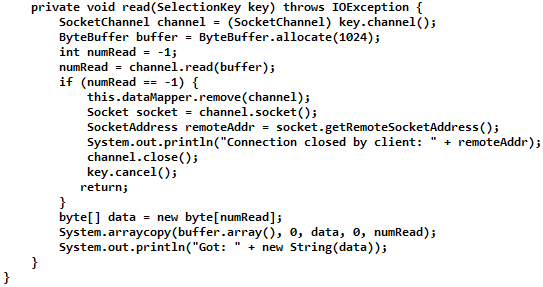 private void read(SelectionKey key) throws IOException {
SocketChannel channel = (SocketChannel) key.channel();
ByteBuffer buffer = ByteBuffer.allocate(1024);
int numRead = -1;
numRead = channel.read(buffer);
if (numRead == -1) {
this.dataMapper.remove(channel);
Socket socket = channel.socket();
SocketAddress remoteAddr = socket.getRemoteSocketAddress();
System.out.println("Connection closed by client: " + remoteAddr);
channel.close();
key.cancel();
return;
}
byte[] data = new byte[numRead];
System.arraycopy(buffer.array(), 0, data, 0, numRead);
System.out.println("Got: " + new String(data));
}
}